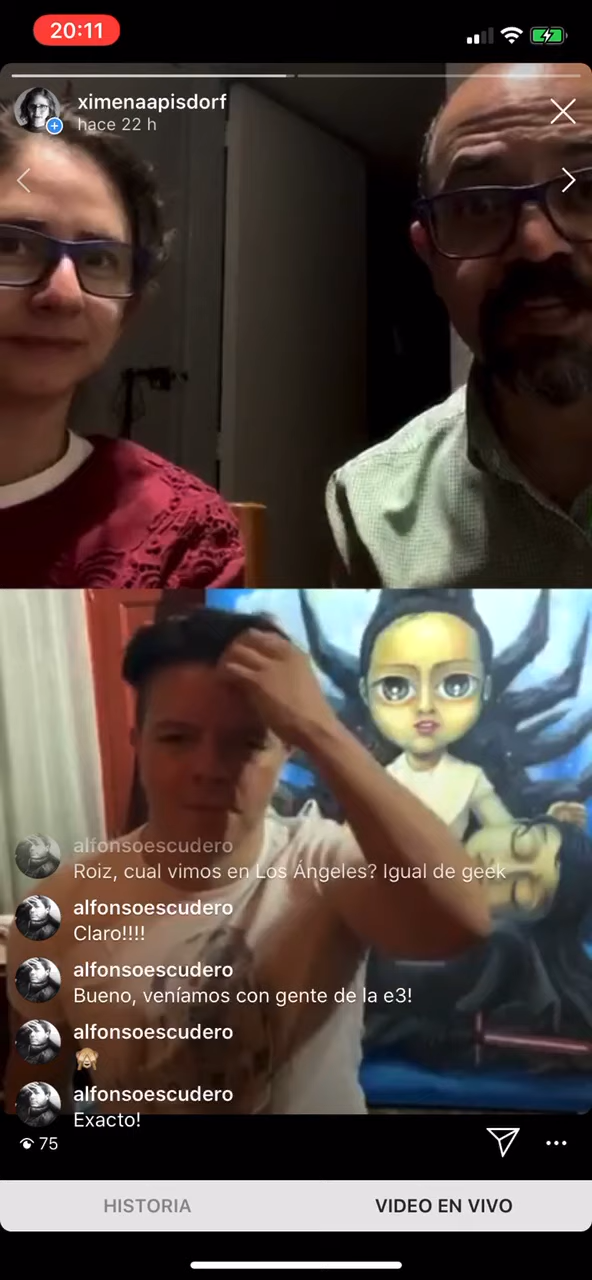 20:11
ximenaapisdorf
hace 22 h
alfonsoescudero
Roiz, cual vimos en Los Ángeles? Igual de geek
alfonsoescudero
Claro!!!!
alfonsoescudero
Bueno, veníamos con gente de la e3!
alfonsoescudero
🙈
alfonsoescudero
Exacto!
75
HISTORIA
VIDEO EN VIVO